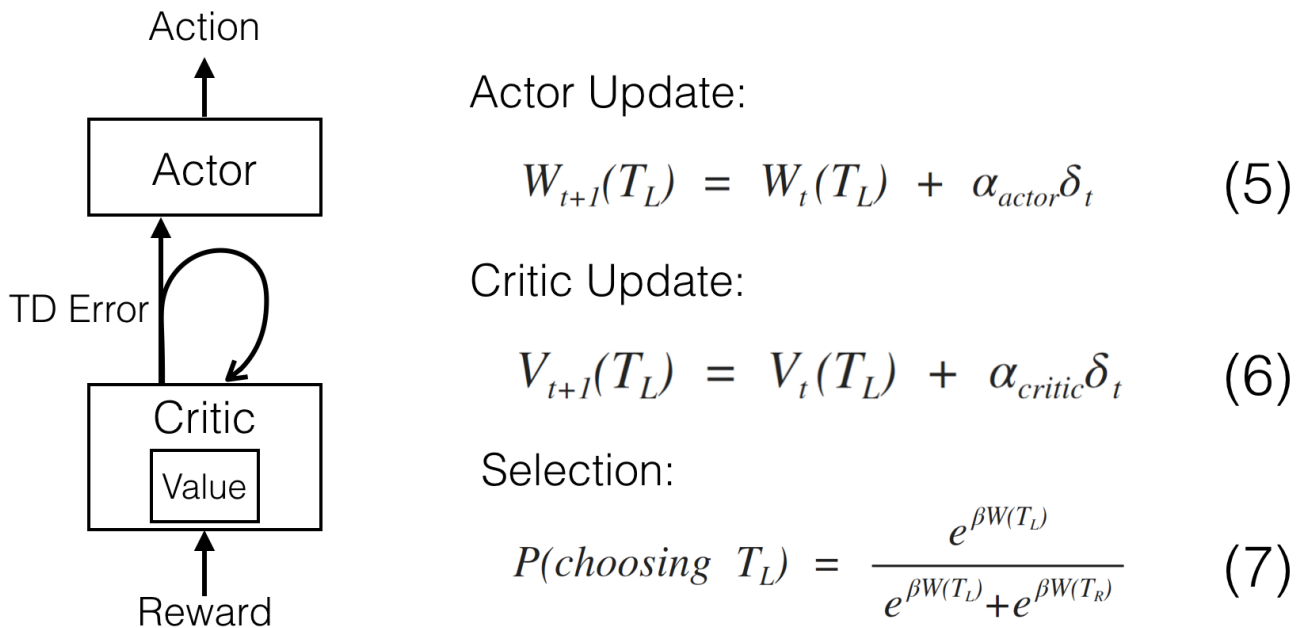 Action
Actor
TD Error
Critic
Value
Reward
Actor Update:
W_{t+1}(T_L) = W_t(T_L) + α_{actor}δ_t (5)
Critic Update:
V_{t+1}(T_L) = V_t(T_L) + α_{critic}δ_t (6)
Selection:
P(choosing T_L) = \frac{e^{βW(T_L)}}{e^{βW(T_L)}+e^{βW(T_R)}} (7)